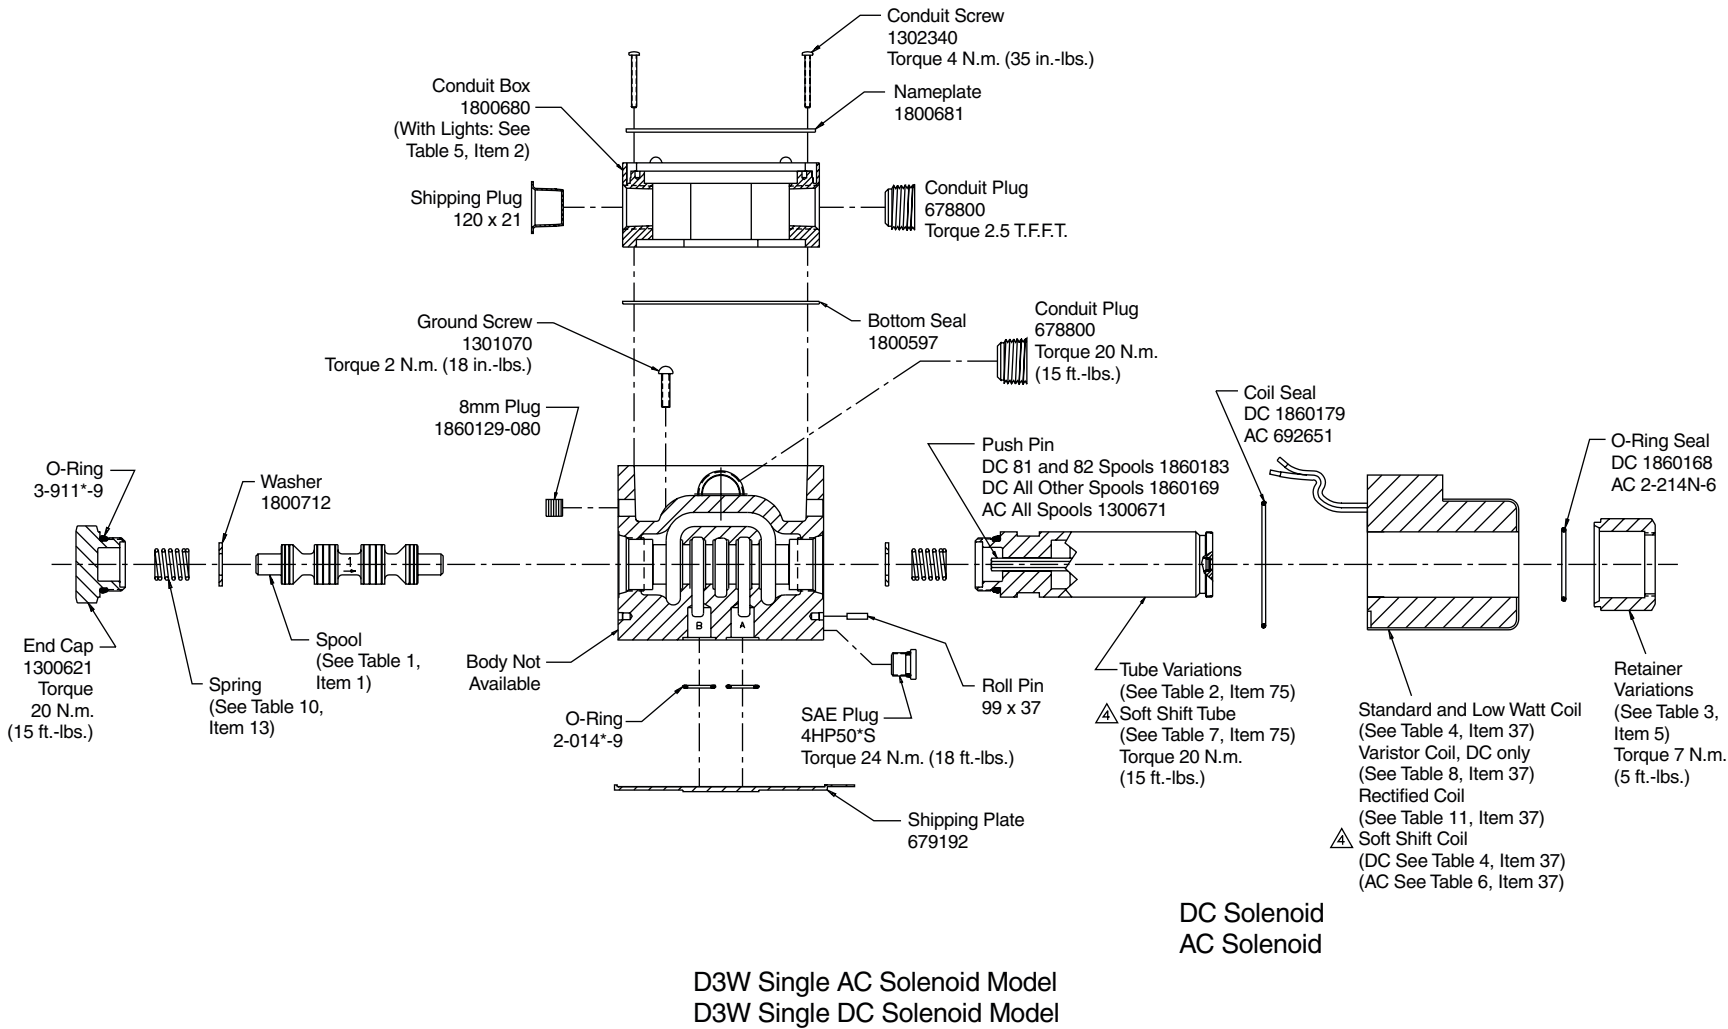 Conduit Screw
1302340
Torque 4 N.m. (35 in.-lbs.)
Conduit Box
1800680
(With Lights: See
Table 5, Item 2)
Nameplate
1800681
Shipping Plug
120 x 21
Conduit Plug
678800
Torque 2.5 T.F.F.T.
Ground Screw
1301070
Torque 2 N.m. (18 in.-lbs.)
Bottom Seal
1800597
Conduit Plug
678800
Torque 20 N.m.
(15 ft.-lbs.)
8mm Plug
1860129-080
Coil Seal
DC 1860179
AC 692651
Push Pin
DC 81 and 82 Spools 1860183
DC All Other Spools 1860169
AC All Spools 1300671
O-Ring Seal
DC 1860168
AC 2-214N-6
O-Ring
3-911*-9
Washer
1800712
1
B
A
End Cap
1300621
Torque
20 N.m.
(15 ft.-lbs.)
Spring
(See Table 10,
Item 13)
Spool
(See Table 1,
Item 1)
Body Not
Available
O-Ring
2-014*-9
SAE Plug
4HP50*S
Torque 24 N.m. (18 ft.-lbs.)
Roll Pin
99 x 37
Shipping Plate
679192
Tube Variations
(See Table 2, Item 75)
4 Soft Shift Tube
(See Table 7, Item 75)
Torque 20 N.m.
(15 ft.-lbs.)
Standard and Low Watt Coil
(See Table 4, Item 37)
Varistor Coil, DC only
(See Table 8, Item 37)
Rectified Coil
(See Table 11, Item 37)
4 Soft Shift Coil
(DC See Table 4, Item 37)
(AC See Table 6, Item 37)
Retainer
Variations
(See Table 3,
Item 5)
Torque 7 N.m.
(5 ft.-lbs.)
DC Solenoid
AC Solenoid
D3W Single AC Solenoid Model
D3W Single DC Solenoid Model